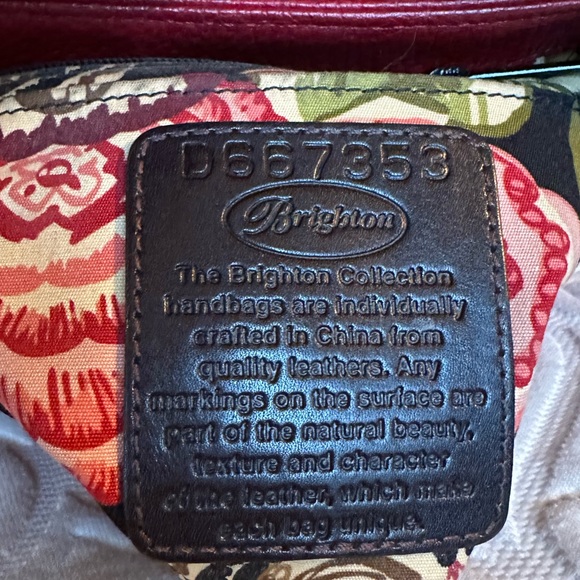 D667353
Brighton
The Brighton Collection
handbags are individually
crafted in China from
quality leathers. Any
markings on the surface are
part of the natural beauty,
texture and character
of the leather, which make
each bag unique.